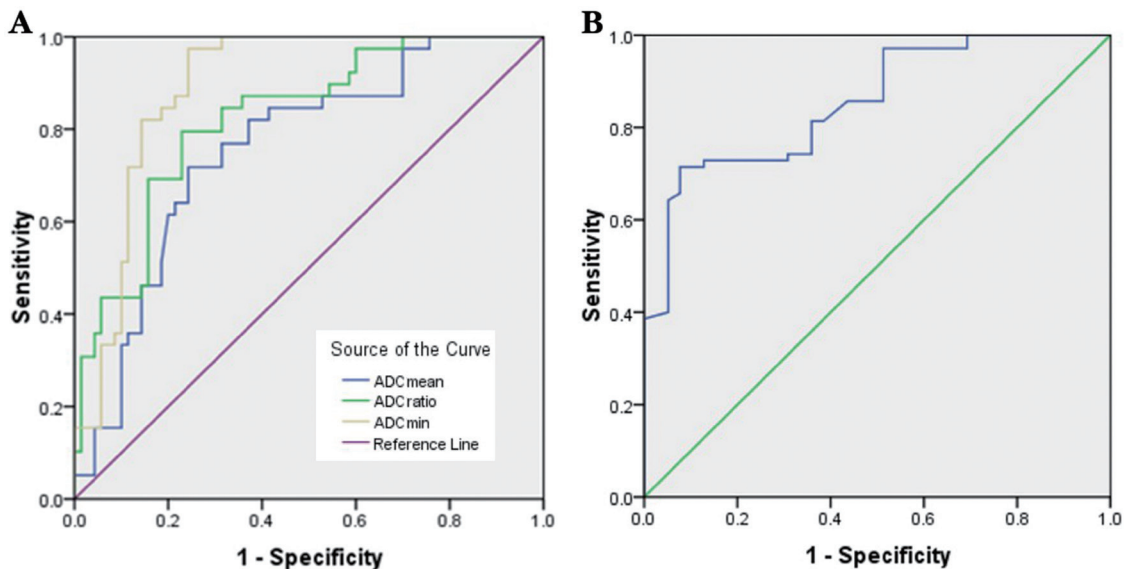 A
1.0
0.8
0.6
0.4
0.2
0.0
Sensitivity
0.0 0.2 0.4 0.6 0.8 1.0
1 - Specificity
Source of the Curve
ADCmean
ADCratio
ADCmin
Reference Line
B
1.0
0.8
0.6
0.4
0.2
0.0
Sensitivity
0.0 0.2 0.4 0.6 0.8 1.0
1 - Specificity